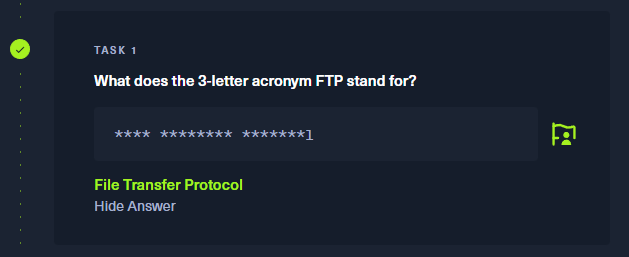 TASK 1
What does the 3-letter acronym FTP stand for?
**** ******** *******l
File Transfer Protocol
Hide Answer